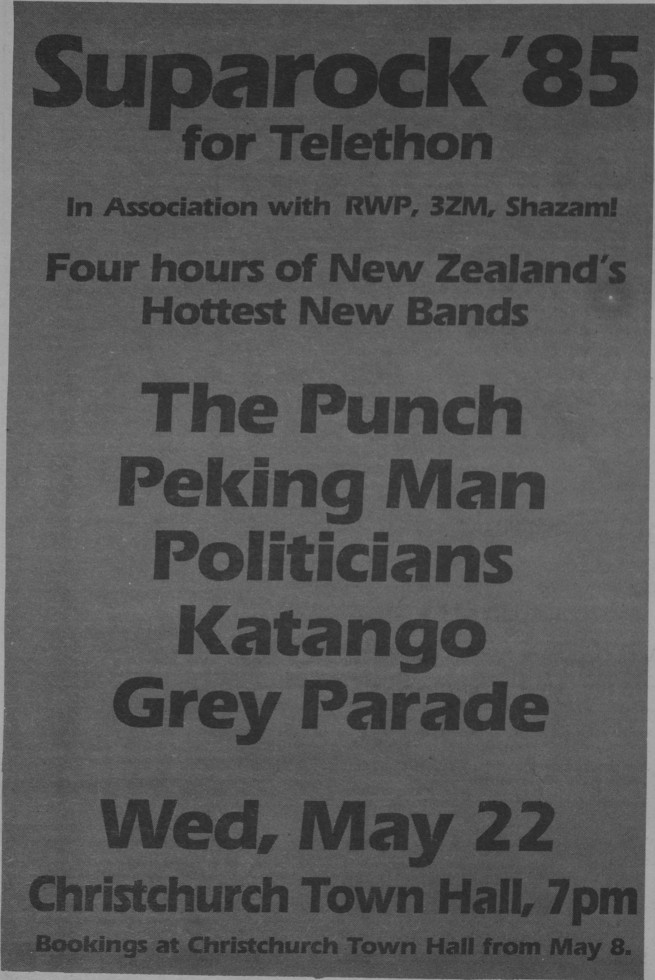 Suparock '85
for Telethon
In Association with RWP, 3ZM, Shazam!
Four hours of New Zealand's
Hottest New Bands
The Punch
Peking Man
Politicians
Katango
Grey Parade
Wed, May 22
Christchurch Town Hall, 7pm
Bookings at Christchurch Town Hall from May 8.